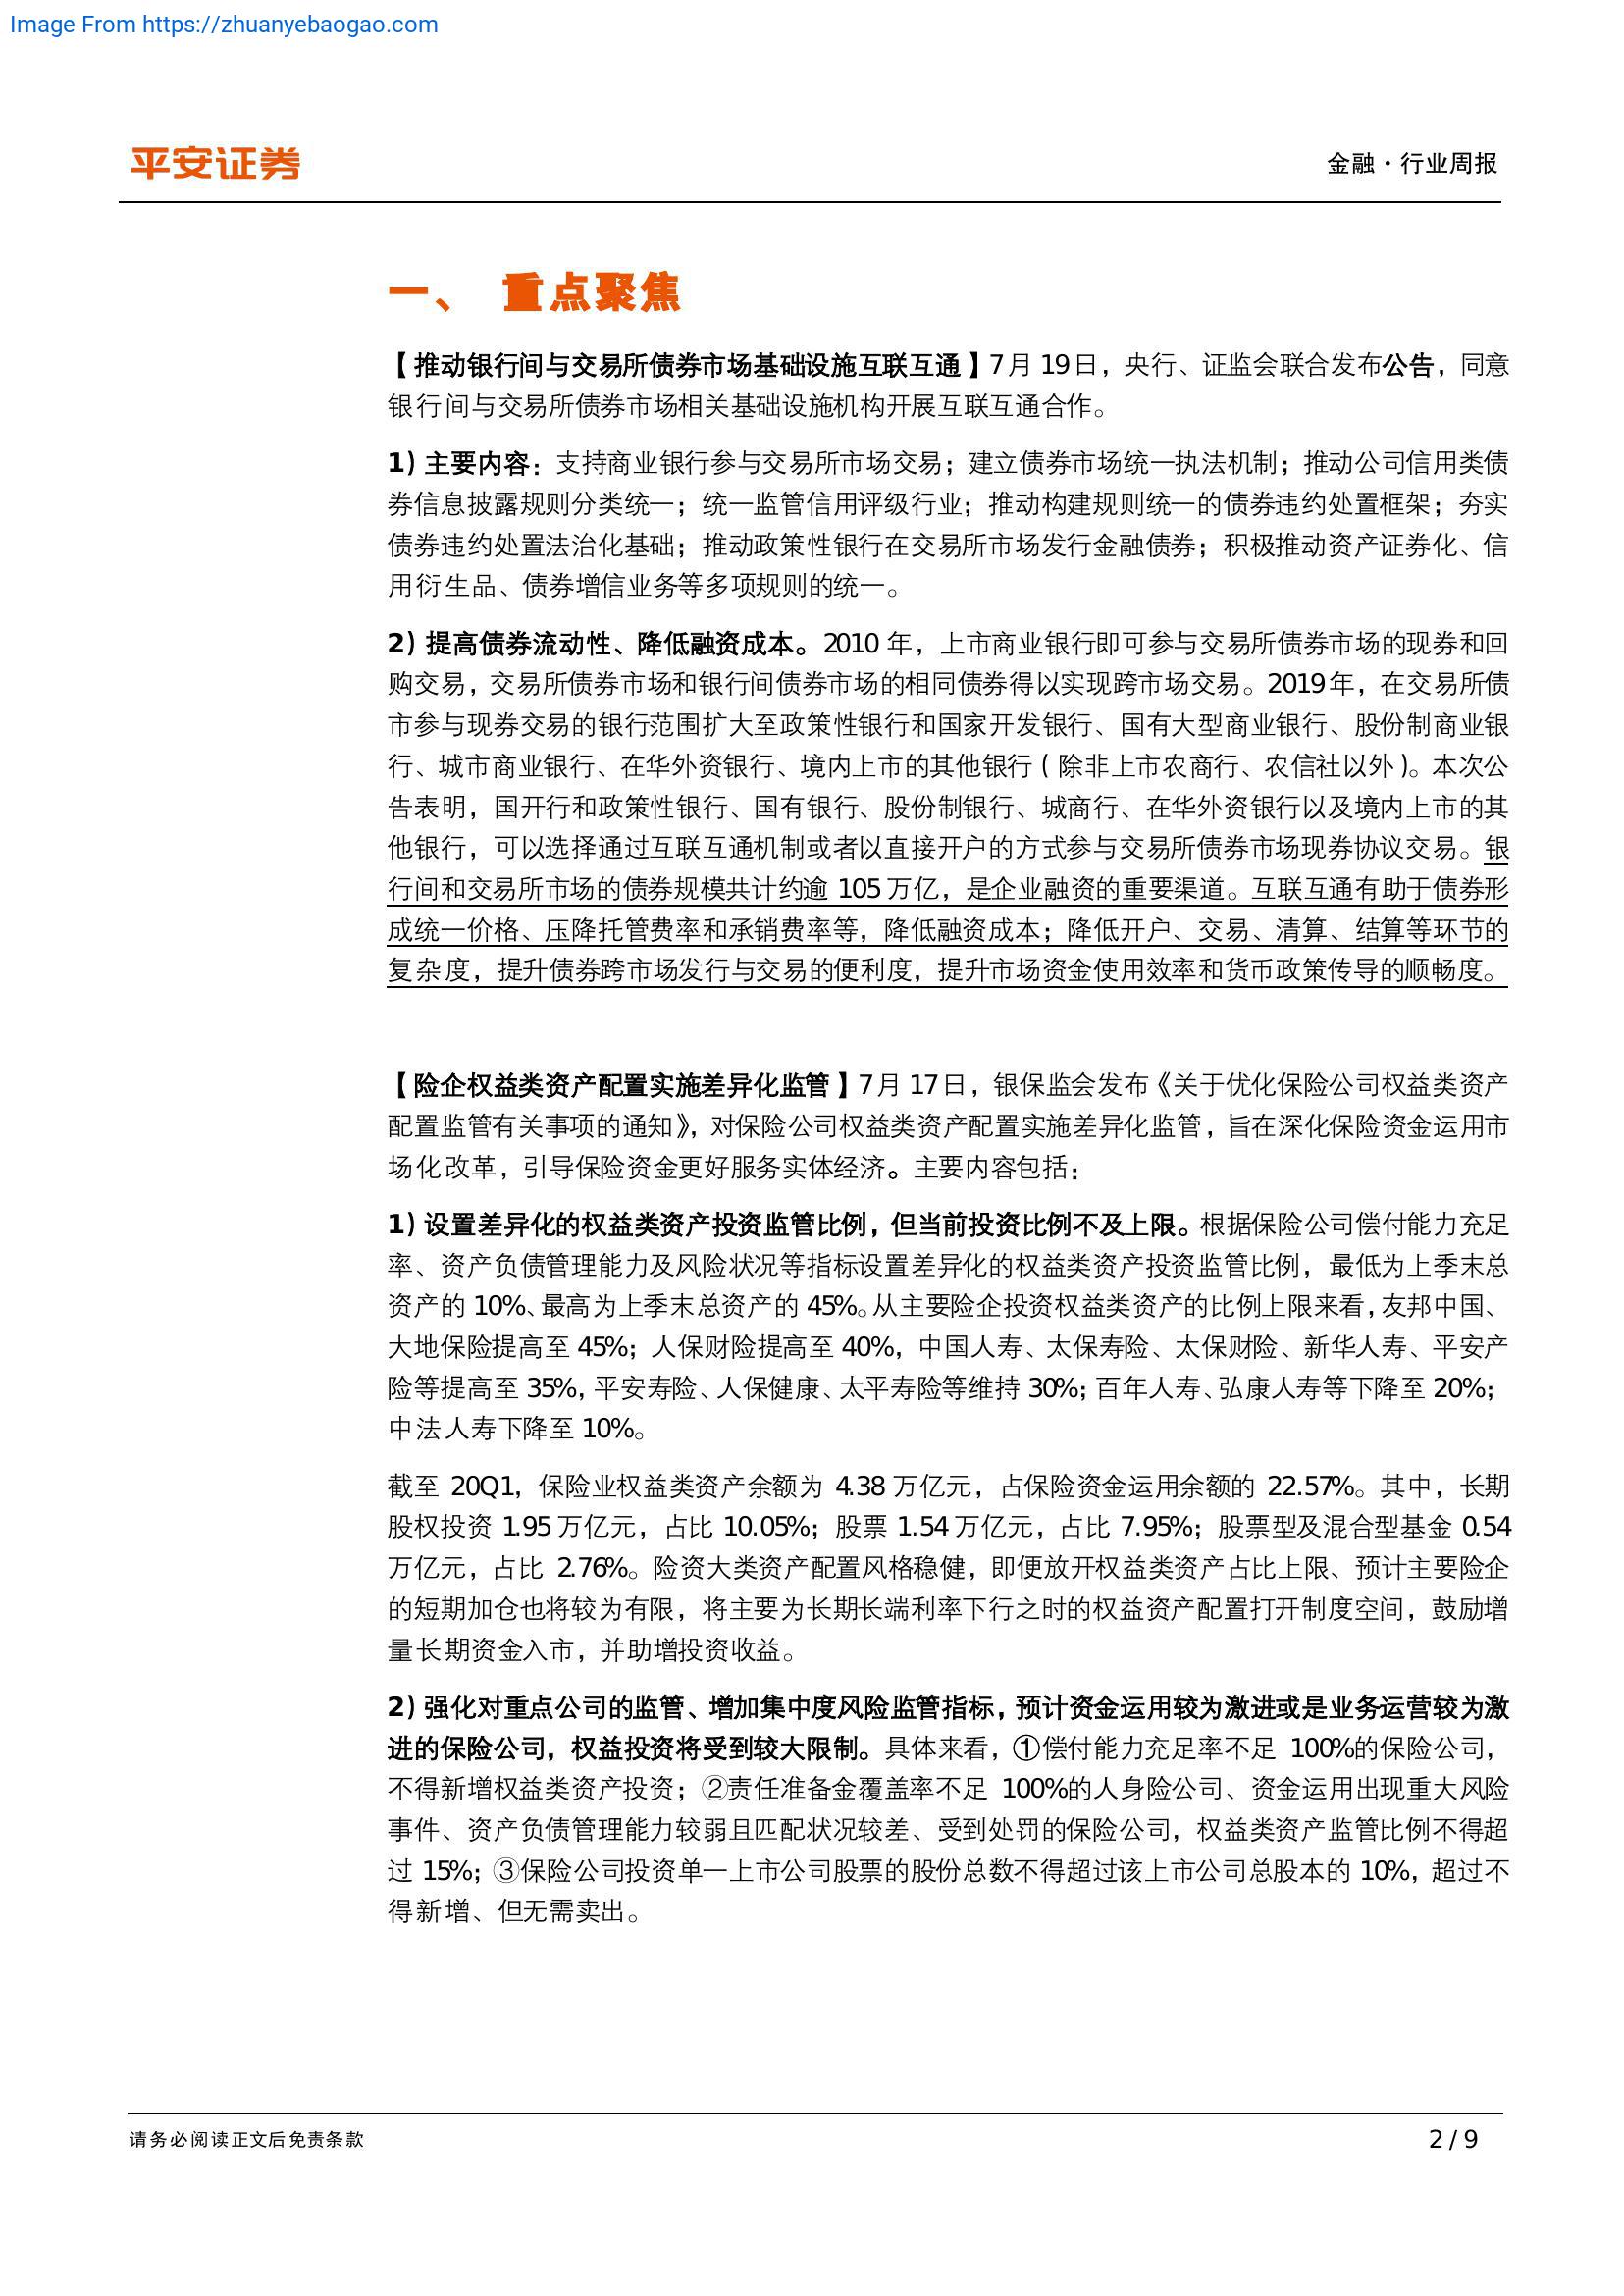 Image From https://zhuanyebaogao.com
平安证券
金融·行业周报
一、 重点聚焦
【推动银行间与交易所债券市场基础设施互联互通】7月 19日，央行、证监会联合发布公告，同意
银行间与交易所债券市场相关基础设施机构开展互联互通合作。
1）主要内容：支持商业银行参与交易所市场交易；建立债券市场统一执法机制；推动公司信用类债
券信息披露规则分类统一；统一监管信用评级行业；推动构建规则统一的债券违约处置框架；夯实
债券违约处置法治化基础；推动政策性银行在交易所市场发行金融债券；积极推动资产证券化、信
用衍生品、债券增信业务等多项规则的统一。
2）提高债券流动性、降低融资成本。2010 年，上市商业银行即可参与交易所债券市场的现券和回
购交易，交易所债券市场和银行间债券市场的相同债券得以实现跨市场交易。2019年，在交易所债
市参与现券交易的银行范围扩大至政策性银行和国家开发银行、国有大型商业银行、股份制商业银
行、城市商业银行、在华外资银行、境内上市的其他银行（除非上市农商行、农信社以外）。本次公
告表明，国开行和政策性银行、国有银行、股份制银行、城商行、在华外资银行以及境内上市的其
他银行，可以选择通过互联互通机制或者以直接开户的方式参与交易所债券市场现券协议交易。银
行间和交易所市场的债券规模共计约逾 105 万亿，是企业融资的重要渠道。互联互通有助于债券形
成统一价格、压降托管费率和承销费率等，降低融资成本；降低开户、交易、清算、结算等环节的
复杂度，提升债券跨市场发行与交易的便利度，提升市场资金使用效率和货币政策传导的顺畅度。
【险企权益类资产配置实施差异化监管】7月 17日，银保监会发布《关于优化保险公司权益类资产
配置监管有关事项的通知》，对保险公司权益类资产配置实施差异化监管，旨在深化保险资金运用市
场化改革，引导保险资金更好服务实体经济。主要内容包括：
1）设置差异化的权益类资产投资监管比例，但当前投资比例不及上限。根据保险公司偿付能力充足
率、资产负债管理能力及风险状况等指标设置差异化的权益类资产投资监管比例，最低为上季末总
资产的 10%、最高为上季末总资产的 45%。从主要险企投资权益类资产的比例上限来看，友邦中国、
大地保险提高至 45%；人保财险提高至 40%，中国人寿、太保寿险、太保财险、新华人寿、平安产
险等提高至 35%，平安寿险、人保健康、太平寿险等维持 30%；百年人寿、弘康人寿等下降至 20%；
中法人寿下降至 10%。
截至 20Q1，保险业权益类资产余额为 4.38 万亿元，占保险资金运用余额的 22.57%。其中，长期
股权投资 1.95 万亿元，占比 10.05%；股票 1.54 万亿元，占比 7.95%；股票型及混合型基金 0.54
万亿元，占比 2.76%。险资大类资产配置风格稳健，即便放开权益类资产占比上限、预计主要险企
的短期加仓也将较为有限，将主要为长期长端利率下行之时的权益资产配置打开制度空间，鼓励增
量长期资金入市，并助增投资收益。
2）强化对重点公司的监管、增加集中度风险监管指标，预计资金运用较为激进或是业务运营较为激
进的保险公司，权益投资将受到较大限制。具体来看，①偿付能力充足率不足 100%的保险公司，
不得新增权益类资产投资；②责任准备金覆盖率不足 100%的人身险公司、资金运用出现重大风险
事件、资产负债管理能力较弱且匹配状况较差、受到处罚的保险公司，权益类资产监管比例不得超
过 15%；③保险公司投资单一上市公司股票的股份总数不得超过该上市公司总股本的 10%，超过不
得新增、但无需卖出。
请务必阅读正文后免责条款
2 / 9